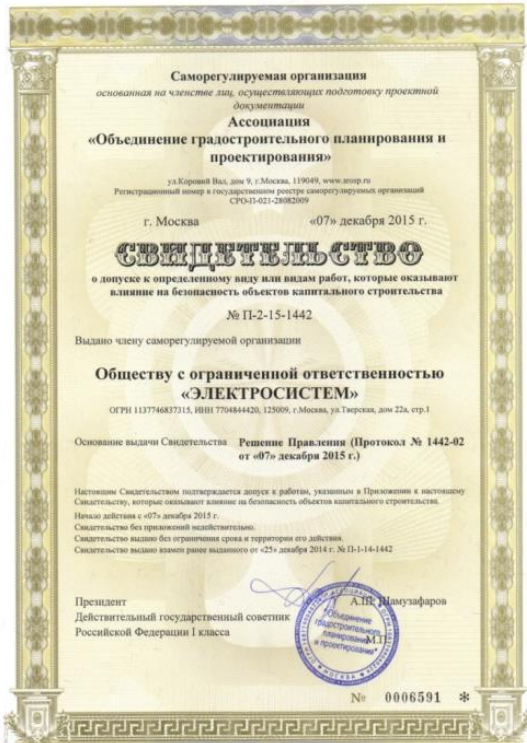 Саморегулируемая организация
основанная на членстве лиц, осуществляющих подготовку проектной
документации
Ассоциация
«Объединение градостроительного планирования и
проектирования»
ул.Коровий Вал, дом 9, г.Москва, 119049, www.srosp.ru
Регистрационный номер в государственном реестре саморегулируемых организаций
СРО-П-021-28082009
г. Москва «07» декабря 2015 г.
СВИДЕТЕЛЬСТВО
о допуске к определенному виду или видам работ, которые оказывают
влияние на безопасность объектов капитального строительства
№ П-2-15-1442
Выдано члену саморегулируемой организации
Обществу с ограниченной ответственностью
«ЭЛЕКТРОСИСТЕМ»
ОГРН 1137746837315, ИНН 7704844420, 125009, г.Москва, ул.Тверская, дом 22а, стр.1
Основание выдачи Свидетельства Решение Правления (Протокол № 1442-02
от «07» декабря 2015 г.)
Настоящим Свидетельством подтверждается допуск к работам, указанным в Приложении к настоящему
Свидетельству, которые оказывают влияние на безопасность объектов капитального строительства.
Начало действия с «07» декабря 2015 г.
Свидетельство без приложений недействительно.
Свидетельство выдано без ограничения срока и территории его действия.
Свидетельство выдано взамен ранее выданного от «25» декабря 2014 г. № П-1-14-1442
Президент А.Ш. Шамузафаров
Действительный государственный советник
Российской Федерации I класса М.П.
"Объединение
градостроительного
планирования
и проектирования"
МОСКВА
№ 0006591 *